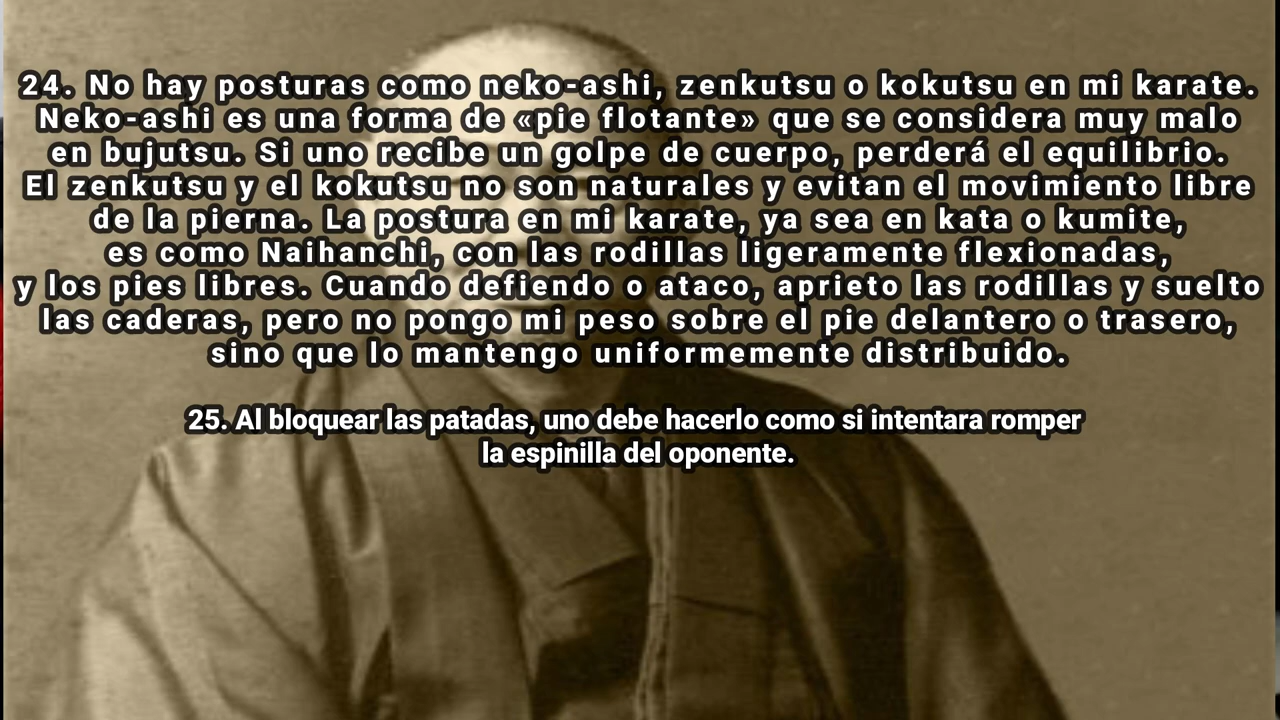 24. No hay posturas como neko-ashi, zenkutsu o kokutsu en mi karate.
Neko-ashi es una forma de «pie flotante» que se considera muy malo
en bujutsu. Si uno recibe un golpe de cuerpo, perderá el equilibrio.
El zenkutsu y el kokutsu no son naturales y evitan el movimiento libre
de la pierna. La postura en mi karate, ya sea en kata o kumite,
es como Naihanchi, con las rodillas ligeramente flexionadas,
y los pies libres. Cuando defiendo o ataco, aprieto las rodillas y suelto
las caderas, pero no pongo mi peso sobre el pie delantero o trasero,
sino que lo mantengo uniformemente distribuido.
25. Al bloquear las patadas, uno debe hacerlo como si intentara romper
la espinilla del oponente.